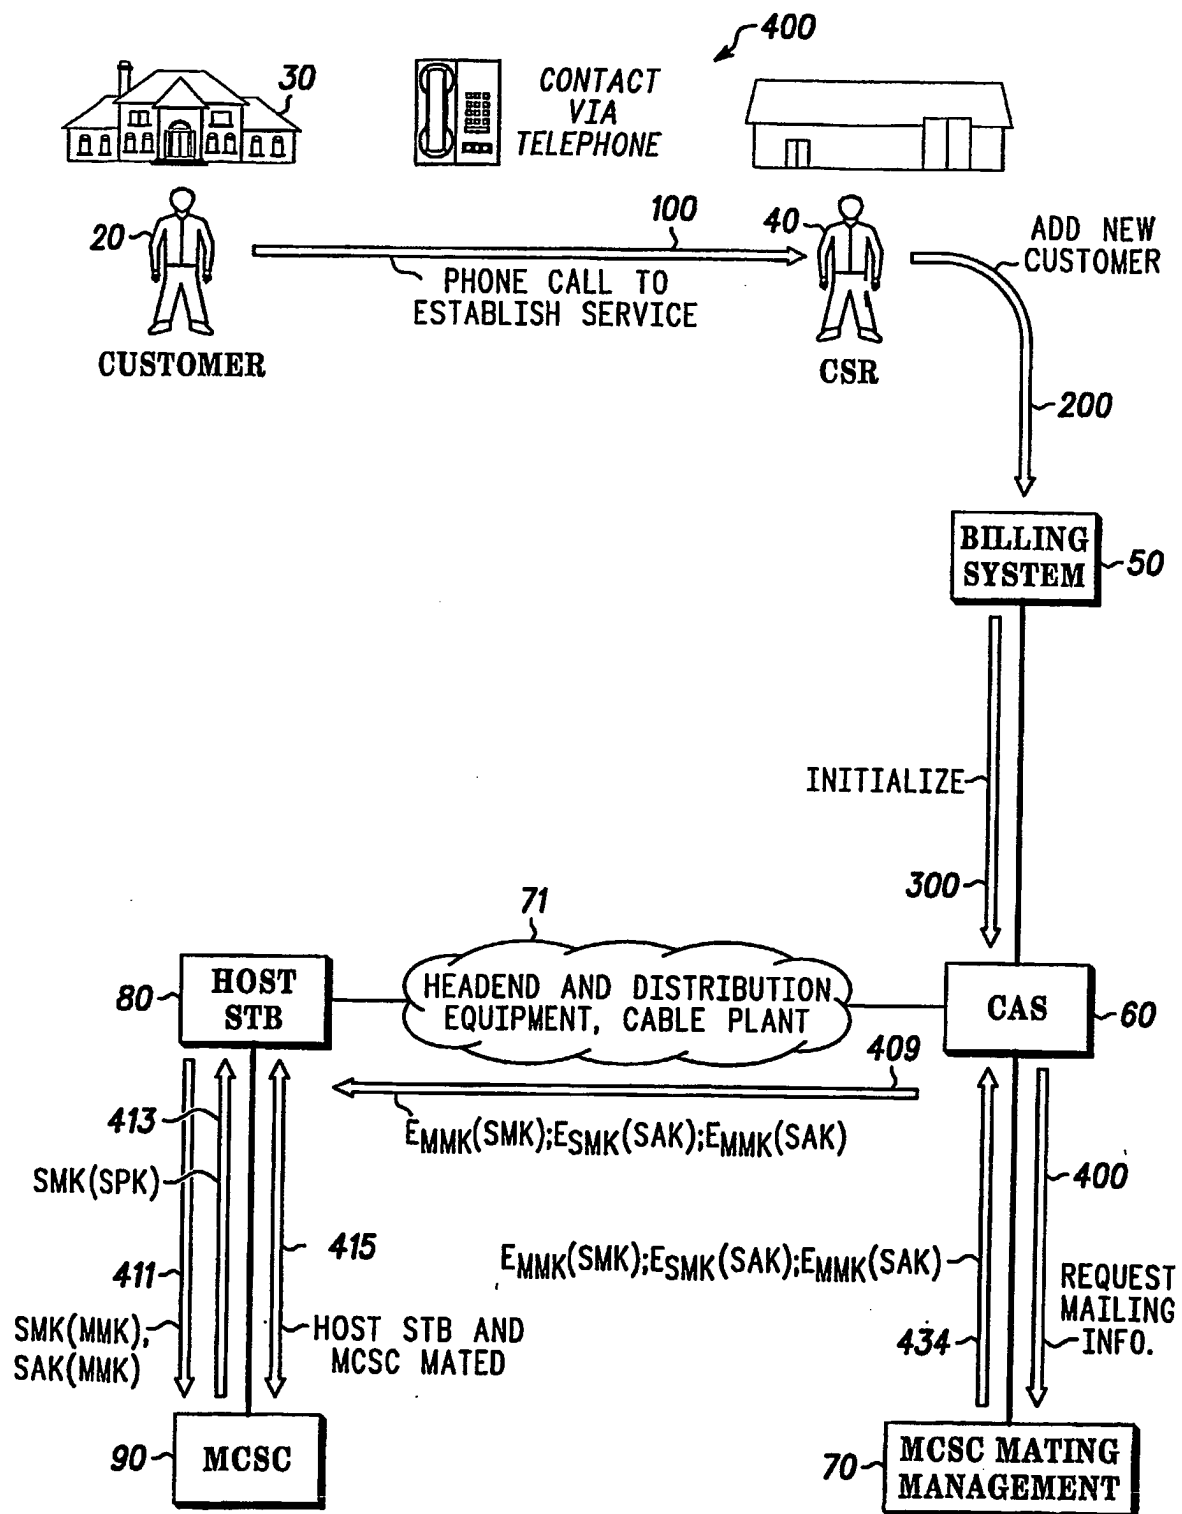 400
30
CONTACT
VIA
TELEPHONE
20
100
40
ADD NEW
CUSTOMER
PHONE CALL TO
ESTABLISH SERVICE
CUSTOMER
CSR
200
BILLING
SYSTEM
50
INITIALIZE
300
71
HOST
STB
80
HEADEND AND DISTRIBUTION
EQUIPMENT, CABLE PLANT
CAS
60
409
413
EMMK(SMK);ESMK(SAK);EMMK(SAK)
SMK(SPK)
400
415
EMMK(SMK);ESMK(SAK);EMMK(SAK)
411
REQUEST
MAILING
INFO.
SMK(MMK),
SAK(MMK)
HOST STB AND
MCSC MATED
434
90
MCSC
70
MCSC MATING
MANAGEMENT